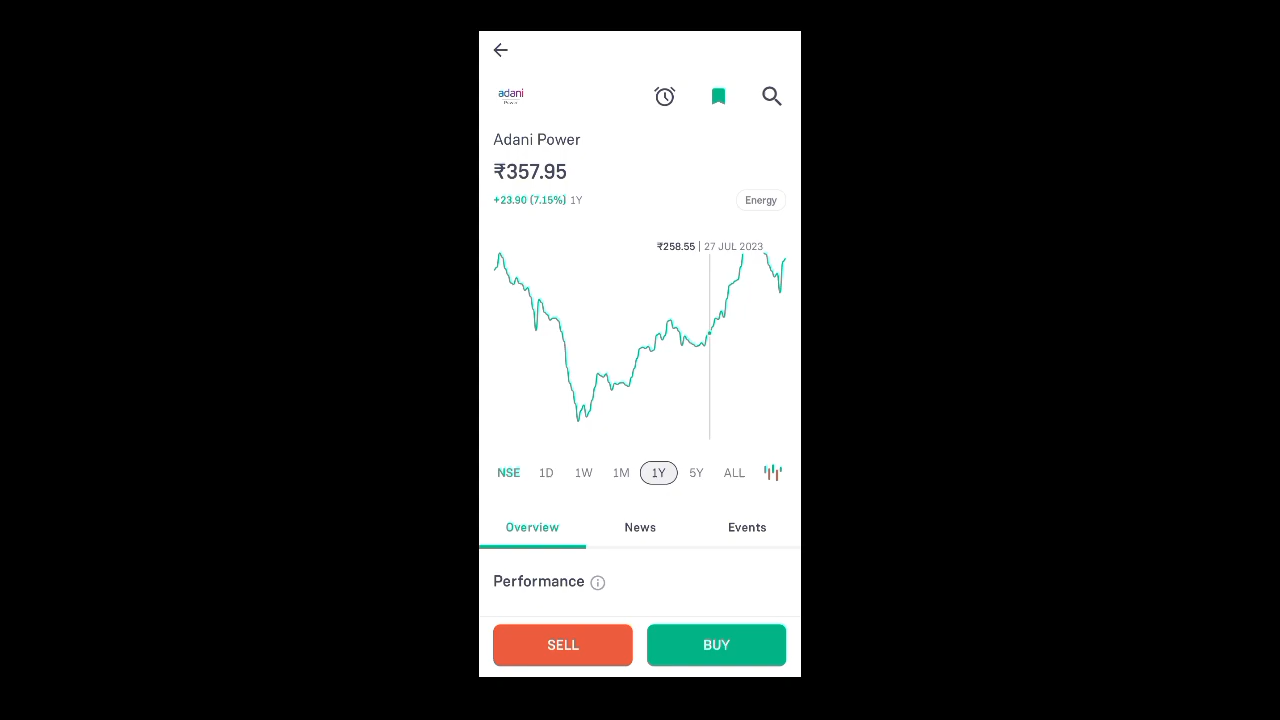 adani
Power
Adani Power
₹357.95
+23.90 (7.15%) 1Y
Energy
₹258.55 | 27 JUL 2023
NSE 1D 1W 1M 1Y 5Y ALL
Overview News Events
Performance
SELL BUY